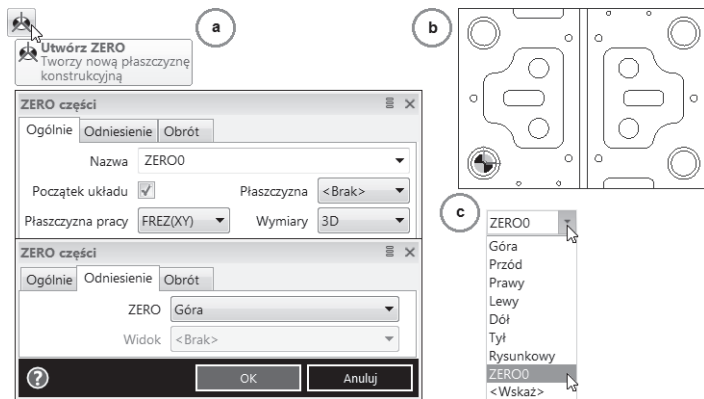 a
Utwórz ZERO
Tworzy nową płaszczyznę
konstrukcyjną
ZERO części
Ogólnie Odniesienie Obrót
Nazwa ZERO0
Początek układu Płaszczyzna <Brak>
Płaszczyzna pracy FREZ(XY) Wymiary 3D
ZERO części
Ogólnie Odniesienie Obrót
ZERO Góra
Widok <Brak>
? OK Anuluj
b
c
ZERO0
Góra
Przód
Prawy
Lewy
Dół
Tył
Rysunkowy
ZERO0
<Wskaż>